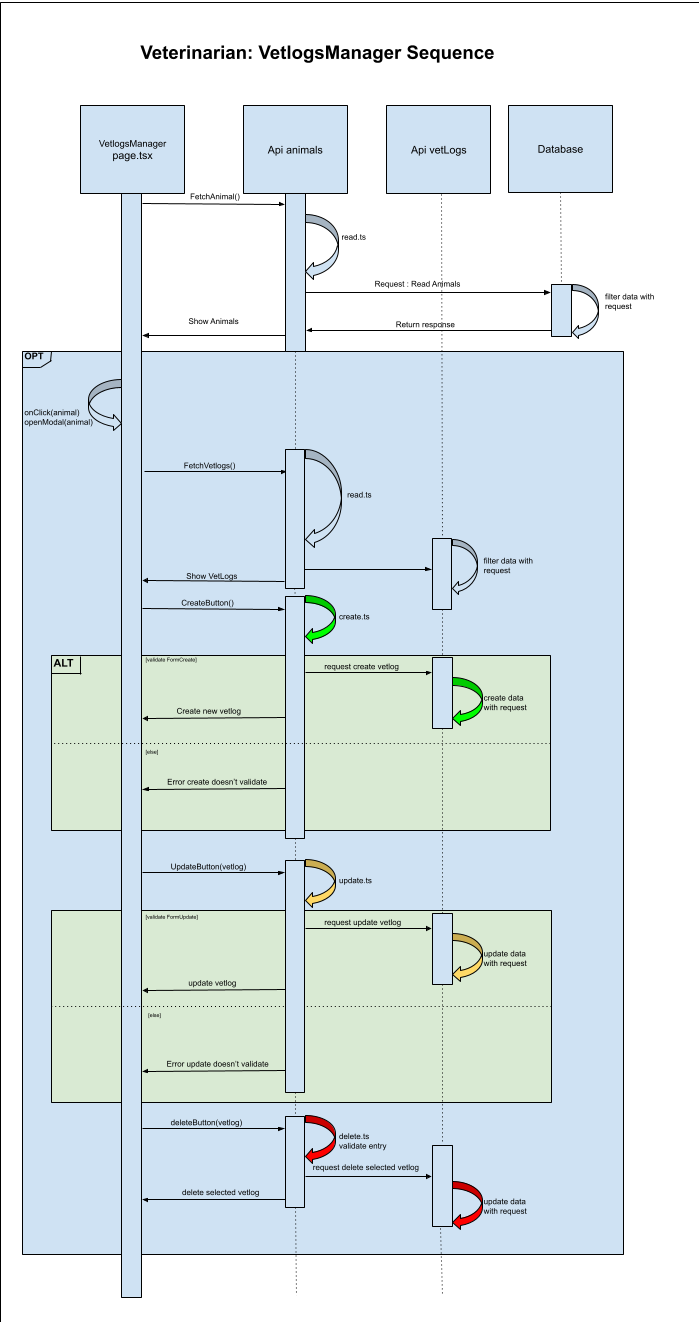 Veterinarian: VetlogsManager Sequence
VetlogsManager
page.tsx
Api animals
Api vetLogs
Database
FetchAnimal()
read.ts
Request : Read Animals
filter data with
request
Show Animals
Return response
OPT
onClick(animal)
openModal(animal)
FetchVetlogs()
read.ts
filter data with
request
Show VetLogs
CreateButton()
create.ts
ALT
[validate FormCreate]
request create vetlog
create data
with request
Create new vetlog
[else]
Error create doesn't validate
UpdateButton(vetlog)
update.ts
[validate FormUpdate]
request update vetlog
update data
with request
update vetlog
[else]
Error update doesn't validate
deleteButton(vetlog)
delete.ts
validate entry
request delete selected vetlog
delete selected vetlog
update data
with request